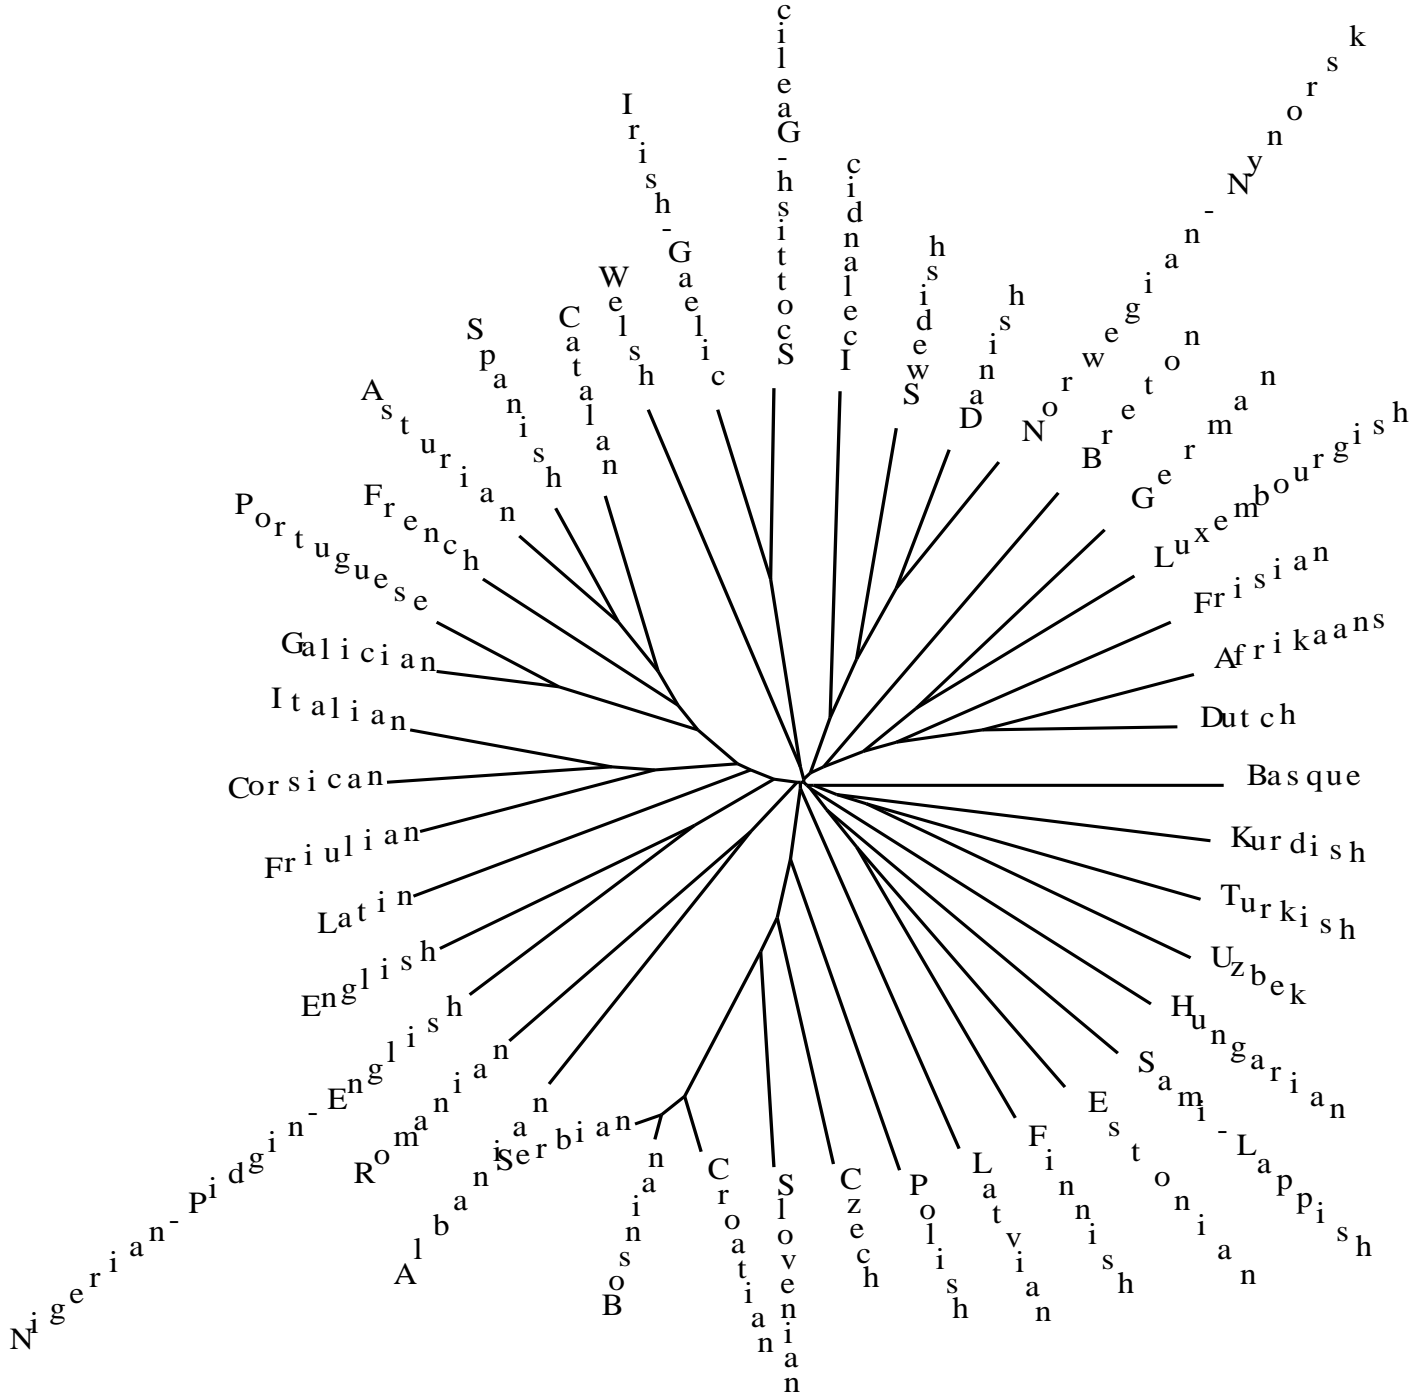 Scottish-Gaelic
Icelandic
Swedish
Danish
Norwegian-Nynorsk
Breton
German
Luxembourgish
Frisian
Afrikaans
Dutch
Basque
Kurdish
Turkish
Uzbek
Hungarian
Sami-Lappish
Estonian
Finnish
Latvian
Polish
Czech
Slovenian
Croatian
Bosnian
Serbian
Albanian
Romanian
Nigerian-Pidgin-English
English
Latin
Friulian
Corsican
Italian
Galician
Portuguese
French
Asturian
Spanish
Catalan
Welsh
Irish-Gaelic